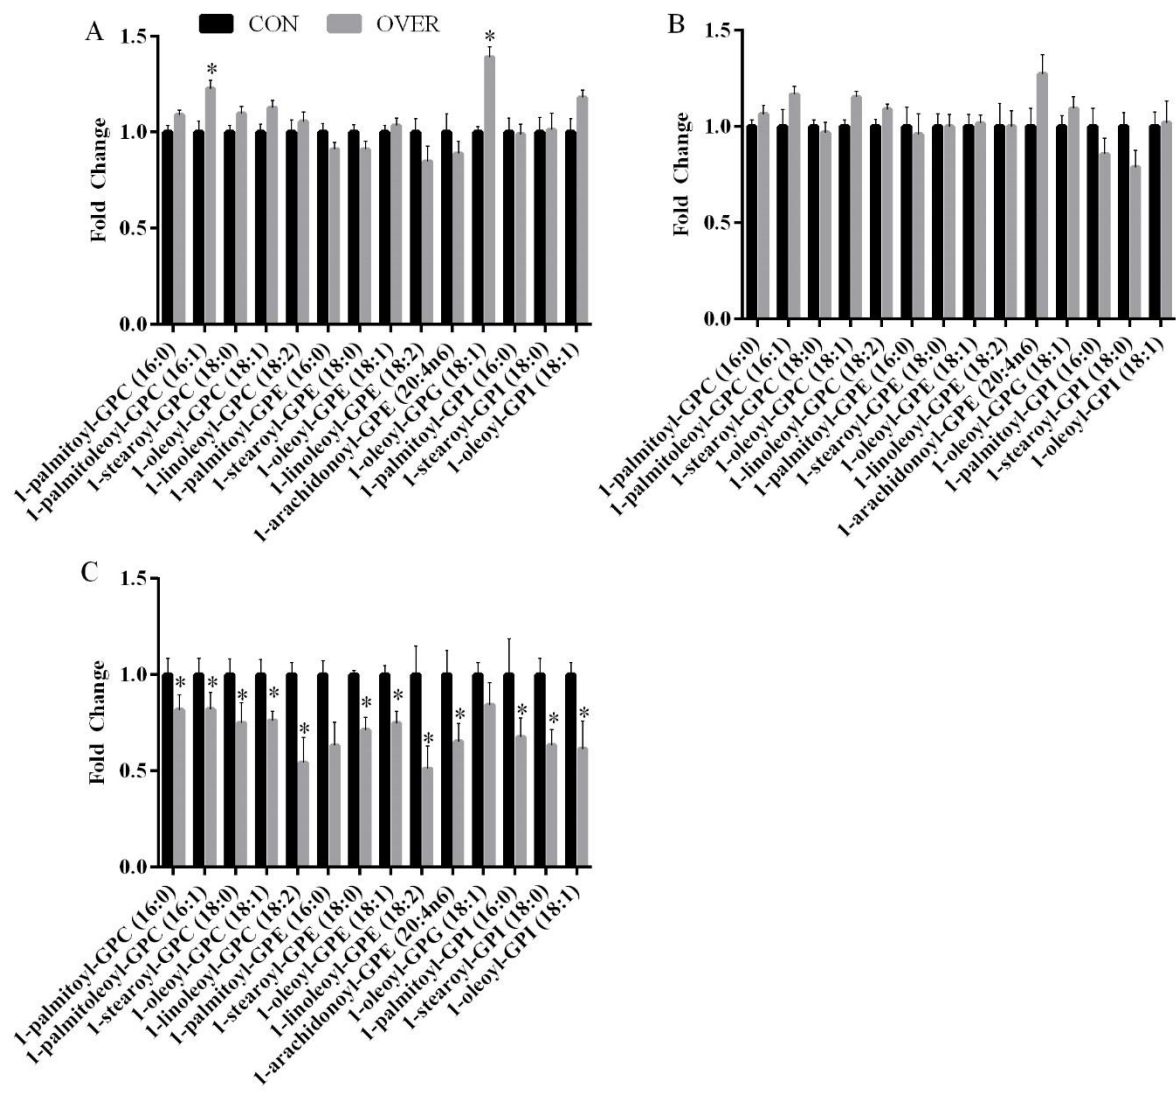 A
CON
OVER
*
*
Fold Change
1.5
1.0
0.5
0.0
1-palmitoyl-GPC (16:0)
1-palmitoleoyl-GPC (16:1)
1-stearoyl-GPC (18:0)
1-oleoyl-GPC (18:1)
1-linoleoyl-GPC (18:2)
1-palmitoyl-GPE (16:0)
1-stearoyl-GPE (18:0)
1-oleoyl-GPE (18:1)
1-linoleoyl-GPE (18:2)
1-arachidonoyl-GPE (20:4n6)
1-oleoyl-GPG (18:1)
1-palmitoyl-GPI (16:0)
1-stearoyl-GPI (18:0)
1-oleoyl-GPI (18:1)
B
Fold Change
1.5
1.0
0.5
0.0
1-palmitoyl-GPC (16:0)
1-palmitoleoyl-GPC (16:1)
1-stearoyl-GPC (18:0)
1-oleoyl-GPC (18:1)
1-linoleoyl-GPC (18:2)
1-palmitoyl-GPE (16:0)
1-stearoyl-GPE (18:0)
1-oleoyl-GPE (18:1)
1-linoleoyl-GPE (18:2)
1-arachidonoyl-GPE (20:4n6)
1-oleoyl-GPG (18:1)
1-palmitoyl-GPI (16:0)
1-stearoyl-GPI (18:0)
1-oleoyl-GPI (18:1)
C
Fold Change
1.5
1.0
0.5
0.0
* * * * * * * * * * * *
1-palmitoyl-GPC (16:0)
1-palmitoleoyl-GPC (16:1)
1-stearoyl-GPC (18:0)
1-oleoyl-GPC (18:1)
1-linoleoyl-GPC (18:2)
1-palmitoyl-GPE (16:0)
1-stearoyl-GPE (18:0)
1-oleoyl-GPE (18:1)
1-linoleoyl-GPE (18:2)
1-arachidonoyl-GPE (20:4n6)
1-oleoyl-GPG (18:1)
1-palmitoyl-GPI (16:0)
1-stearoyl-GPI (18:0)
1-oleoyl-GPI (18:1)